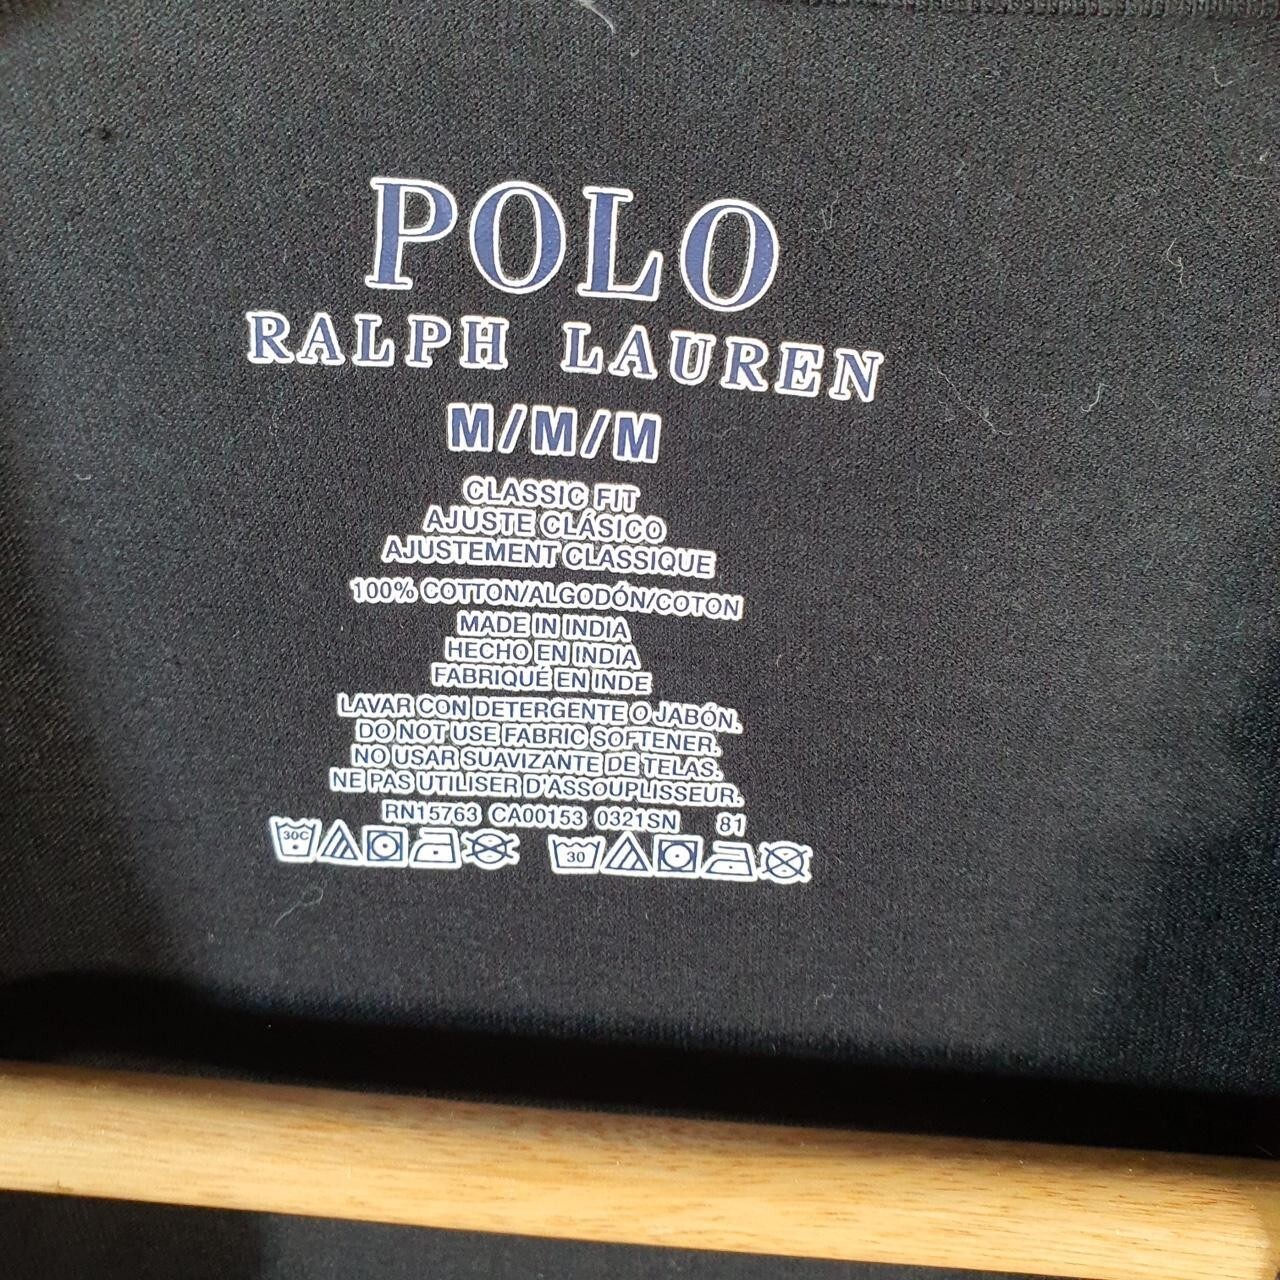 POLO
RALPH LAUREN
M/M/M
CLASSIC FIT
AJUSTE CLÁSICO
AJUSTEMENT CLASSIQUE
100% COTTON/ALGODÓN/COTON
MADE IN INDIA
HECHO EN INDIA
FABRIQUÉ EN INDE
LAVAR CON DETERGENTE O JABÓN.
DO NOT USE FABRIC SOFTENER.
NO USAR SUAVIZANTE DE TELAS.
NE PAS UTILISER D'ASSOUPLISSEUR.
RN15763 CA00153 0321SN 81
30C 30